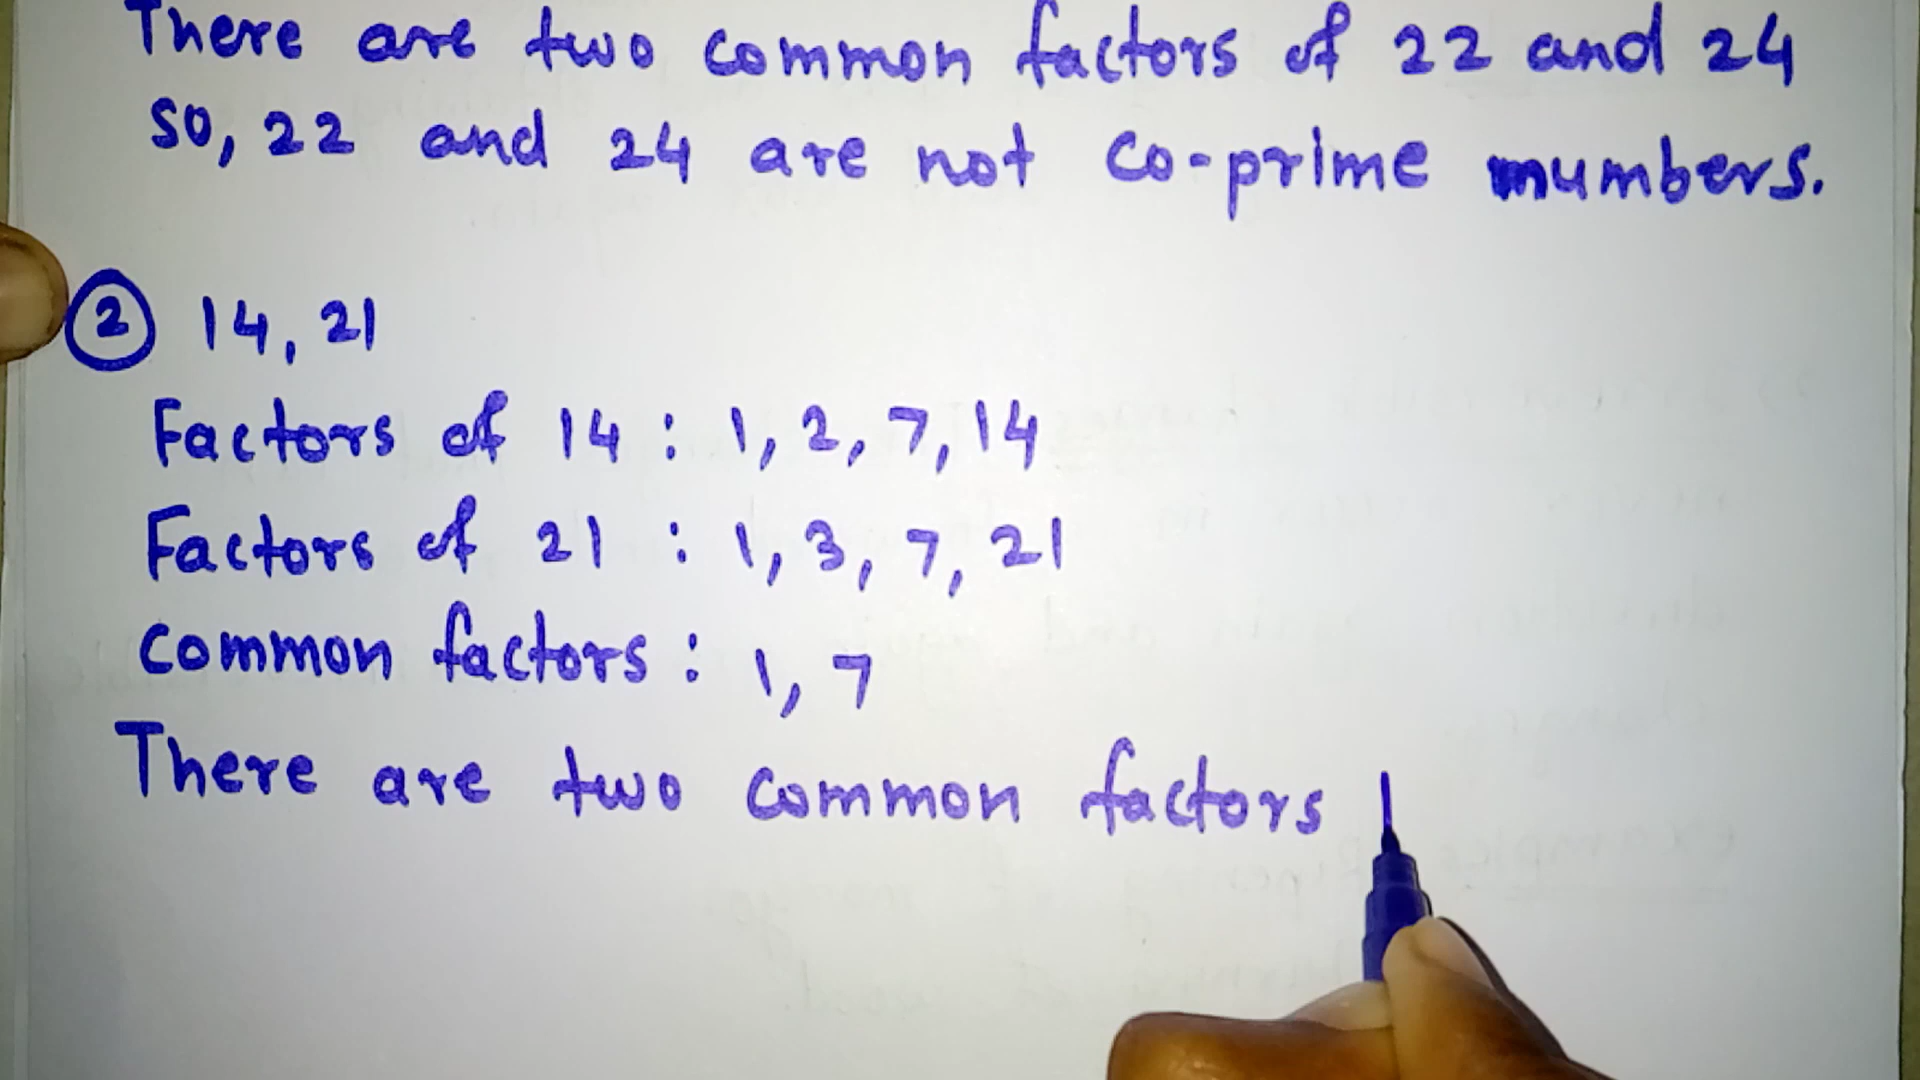 There are two common factors of 22 and 24
so, 22 and 24 are not co-prime numbers.
2 14, 21
Factors of 14 : 1, 2, 7, 14
Factors of 21 : 1, 3, 7, 21
common factors : 1, 7
There are two common factors